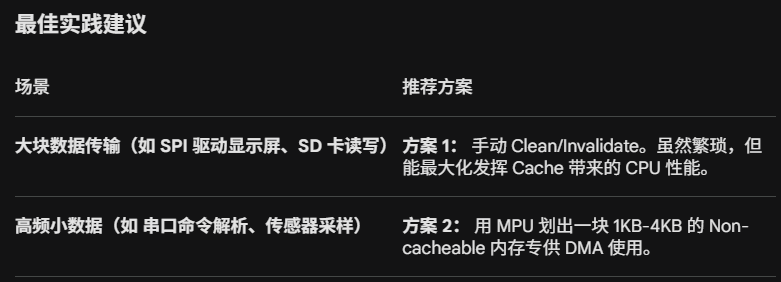 最佳实践建议
场景
推荐方案
大块数据传输（如 SPI 驱动显示屏、SD 卡读写）
方案 1： 手动 Clean/Invalidate。虽然繁琐，但
能最大化发挥 Cache 带来的 CPU 性能。
高频小数据（如 串口命令解析、传感器采样）
方案 2： 用 MPU 划出一块 1KB-4KB 的 Non-
cacheable 内存专供 DMA 使用。